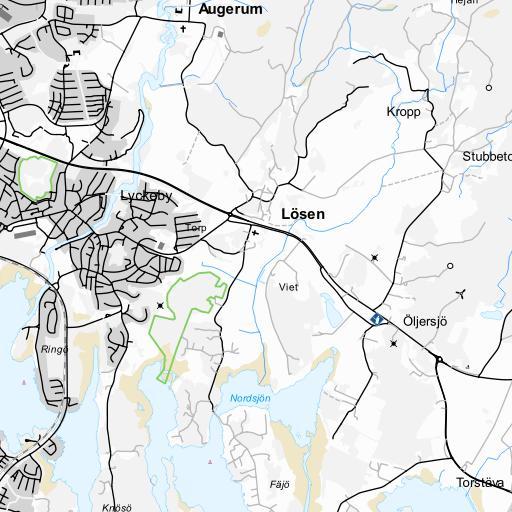 Augerum
Kropp
Stubbeto
Lyckeby
Lösen
Torp
Viet
Öljersjö
Ringö
Nordsjön
Torstäva
Fäjö
Knösö